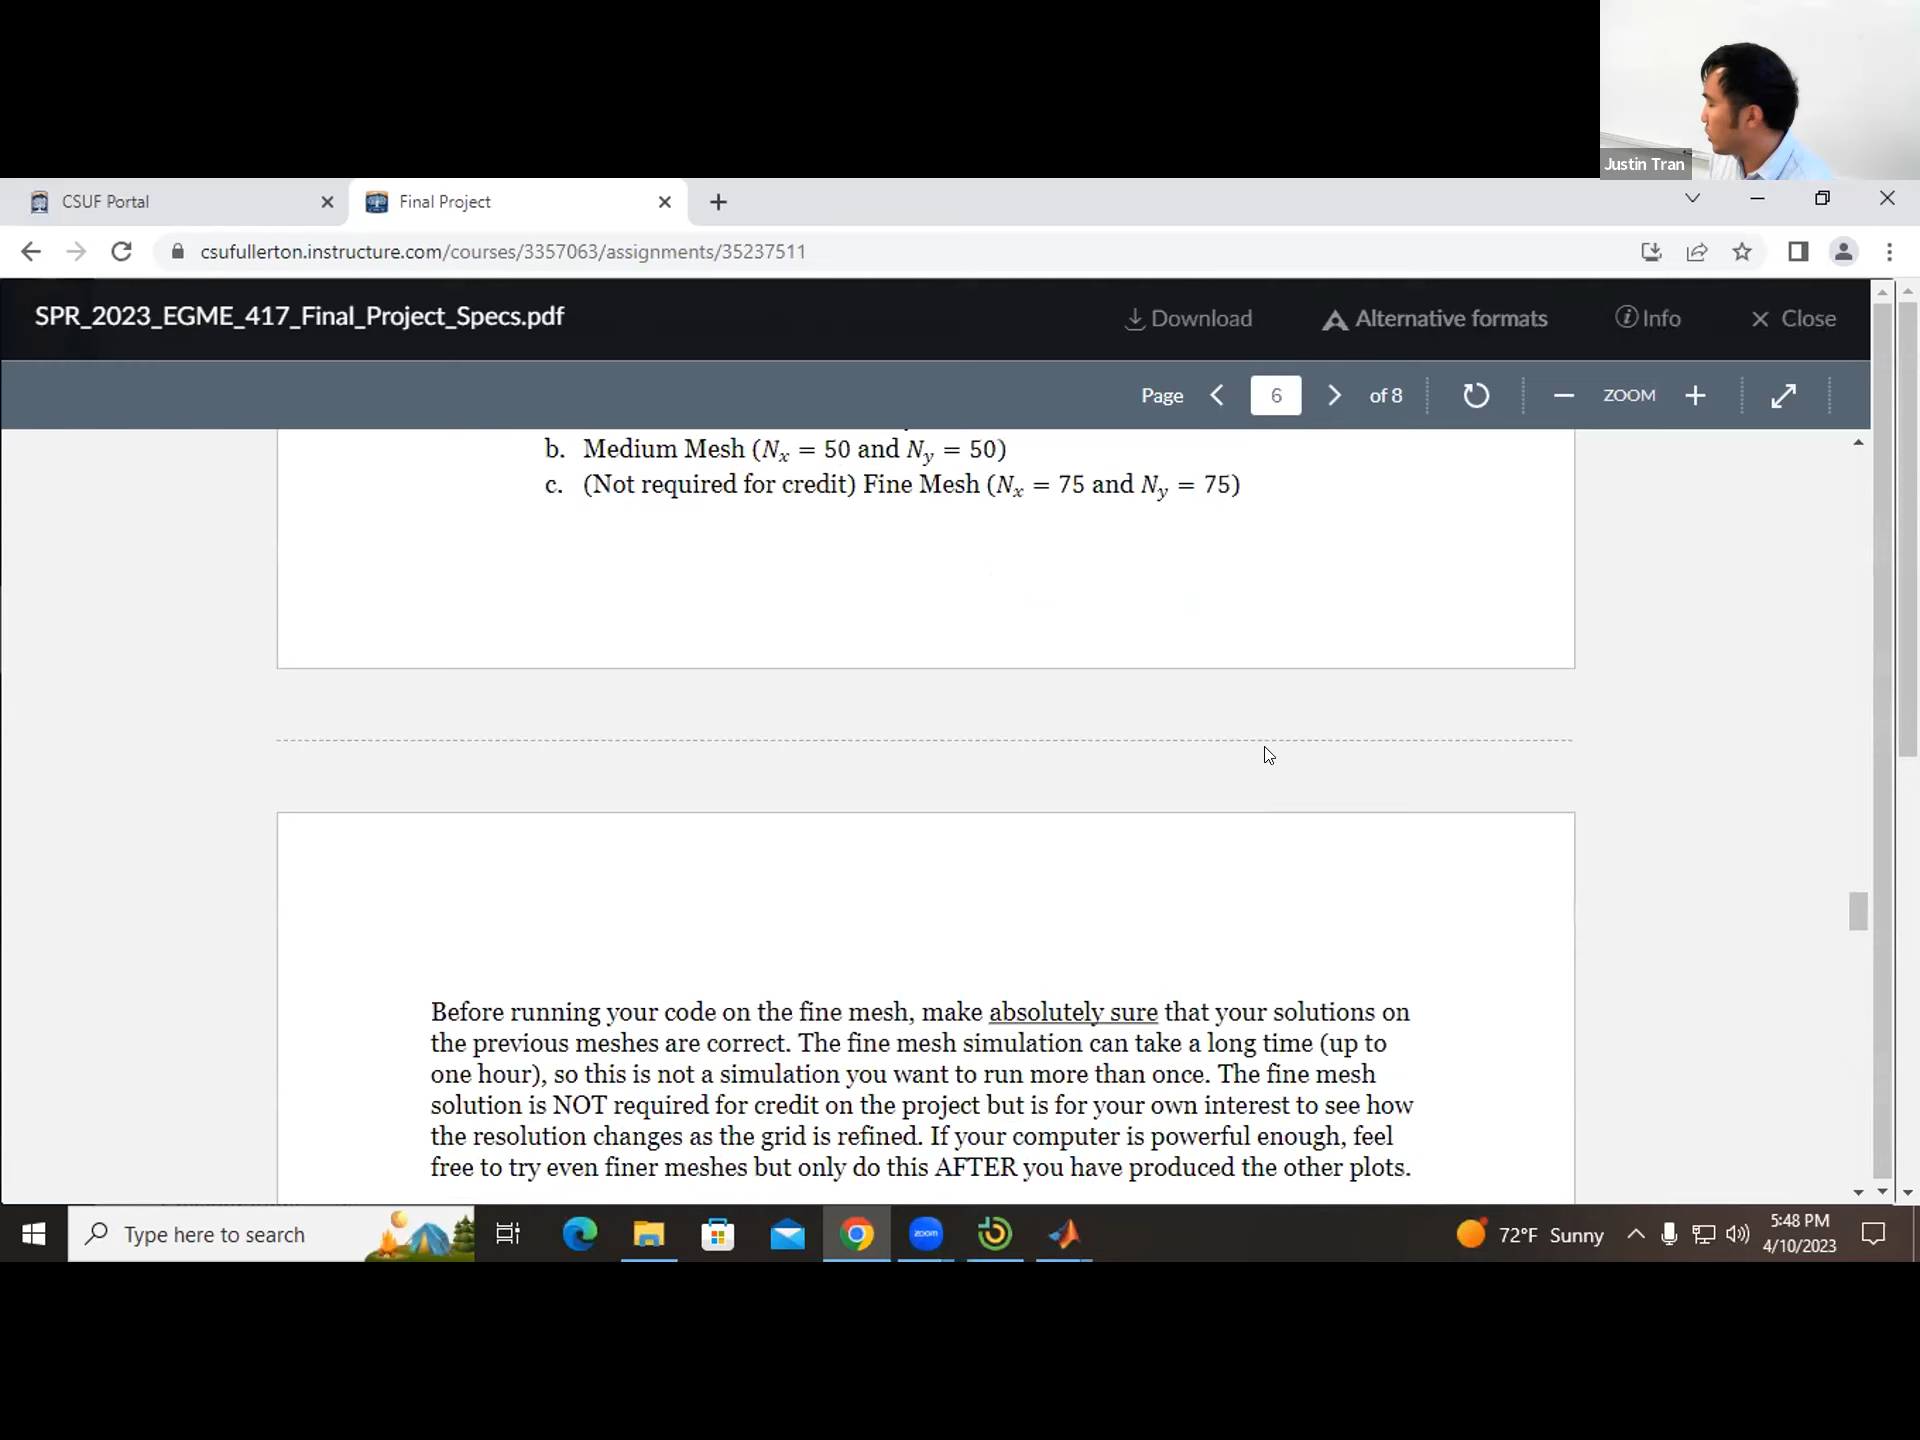 Justin Tran
CSUF Portal
Final Project
csufullerton.instructure.com/courses/3357063/assignments/35237511
SPR_2023_EGME_417_Final_Project_Specs.pdf
Download
Alternative formats
Info
Close
Page 6 of 8
ZOOM
b. Medium Mesh (Nx = 50 and Ny = 50)
c. (Not required for credit) Fine Mesh (Nx = 75 and Ny = 75)
Before running your code on the fine mesh, make absolutely sure that your solutions on
the previous meshes are correct. The fine mesh simulation can take a long time (up to
one hour), so this is not a simulation you want to run more than once. The fine mesh
solution is NOT required for credit on the project but is for your own interest to see how
the resolution changes as the grid is refined. If your computer is powerful enough, feel
free to try even finer meshes but only do this AFTER you have produced the other plots.
Type here to search
zoom
72°F Sunny
5:48 PM
4/10/2023